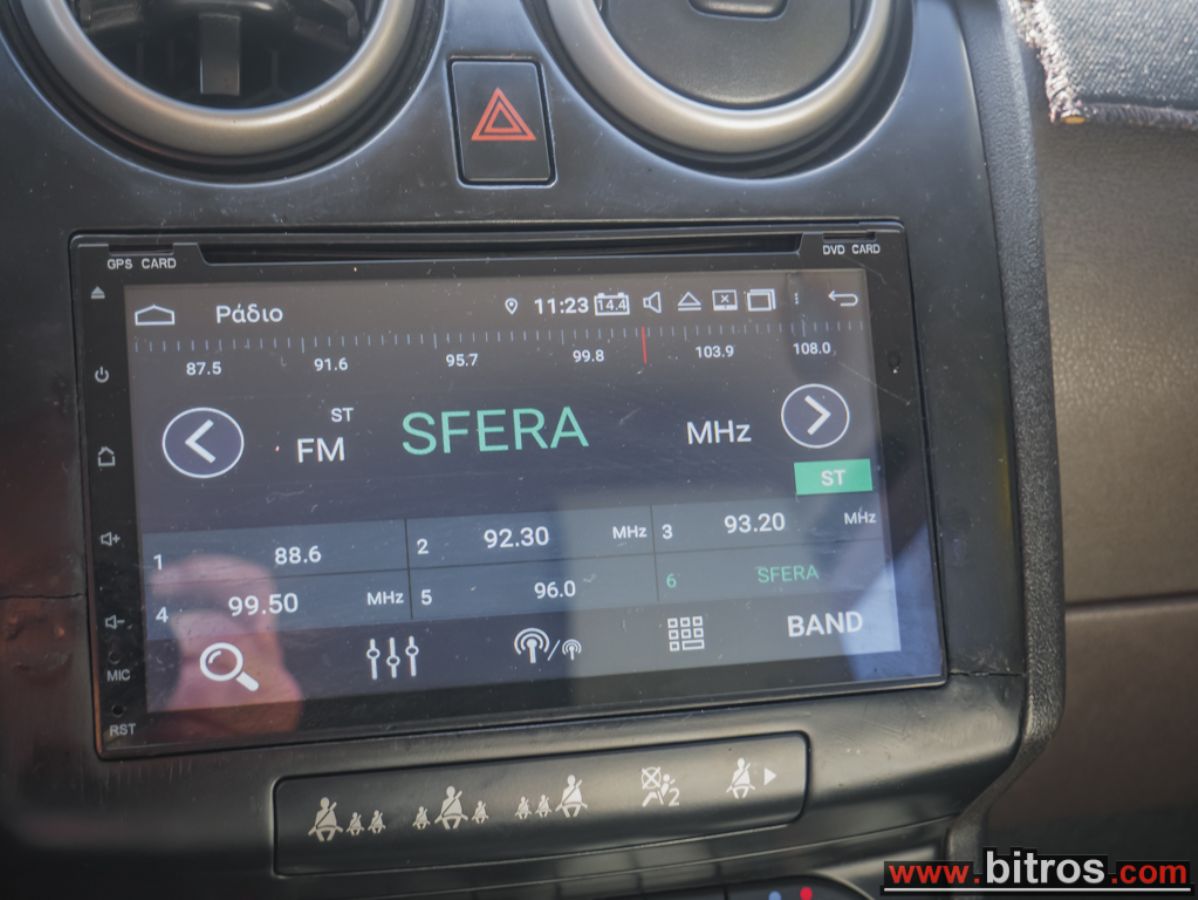 GPS CARD
DVD CARD
Ράδιο
11:23 14.4
87.5 91.6 95.7 99.8 103.9 108.0
ST
FM SFERA MHz
ST
1 88.6 2 92.30 MHz 3 93.20 MHz
4 99.50 MHz 5 96.0 6 SFERA
BAND
MIC
RST
2
www.bitros.com